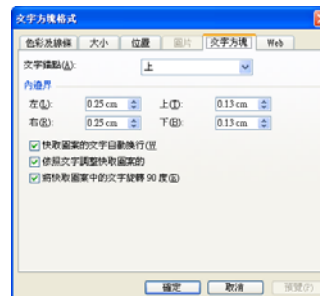 文字方塊格式
色彩及線條 大小 位置 圖片 文字方塊 Web
文字錨點(A): 上
內邊界
左(L): 0.25 cm 上(T): 0.13 cm
右(R): 0.25 cm 下(B): 0.13 cm
快取圖案的文字自動換行(W
依照文字調整快取圖案的
將快取圖案中的文字旋轉 90 度(E)
確定 取消 預覽(P)